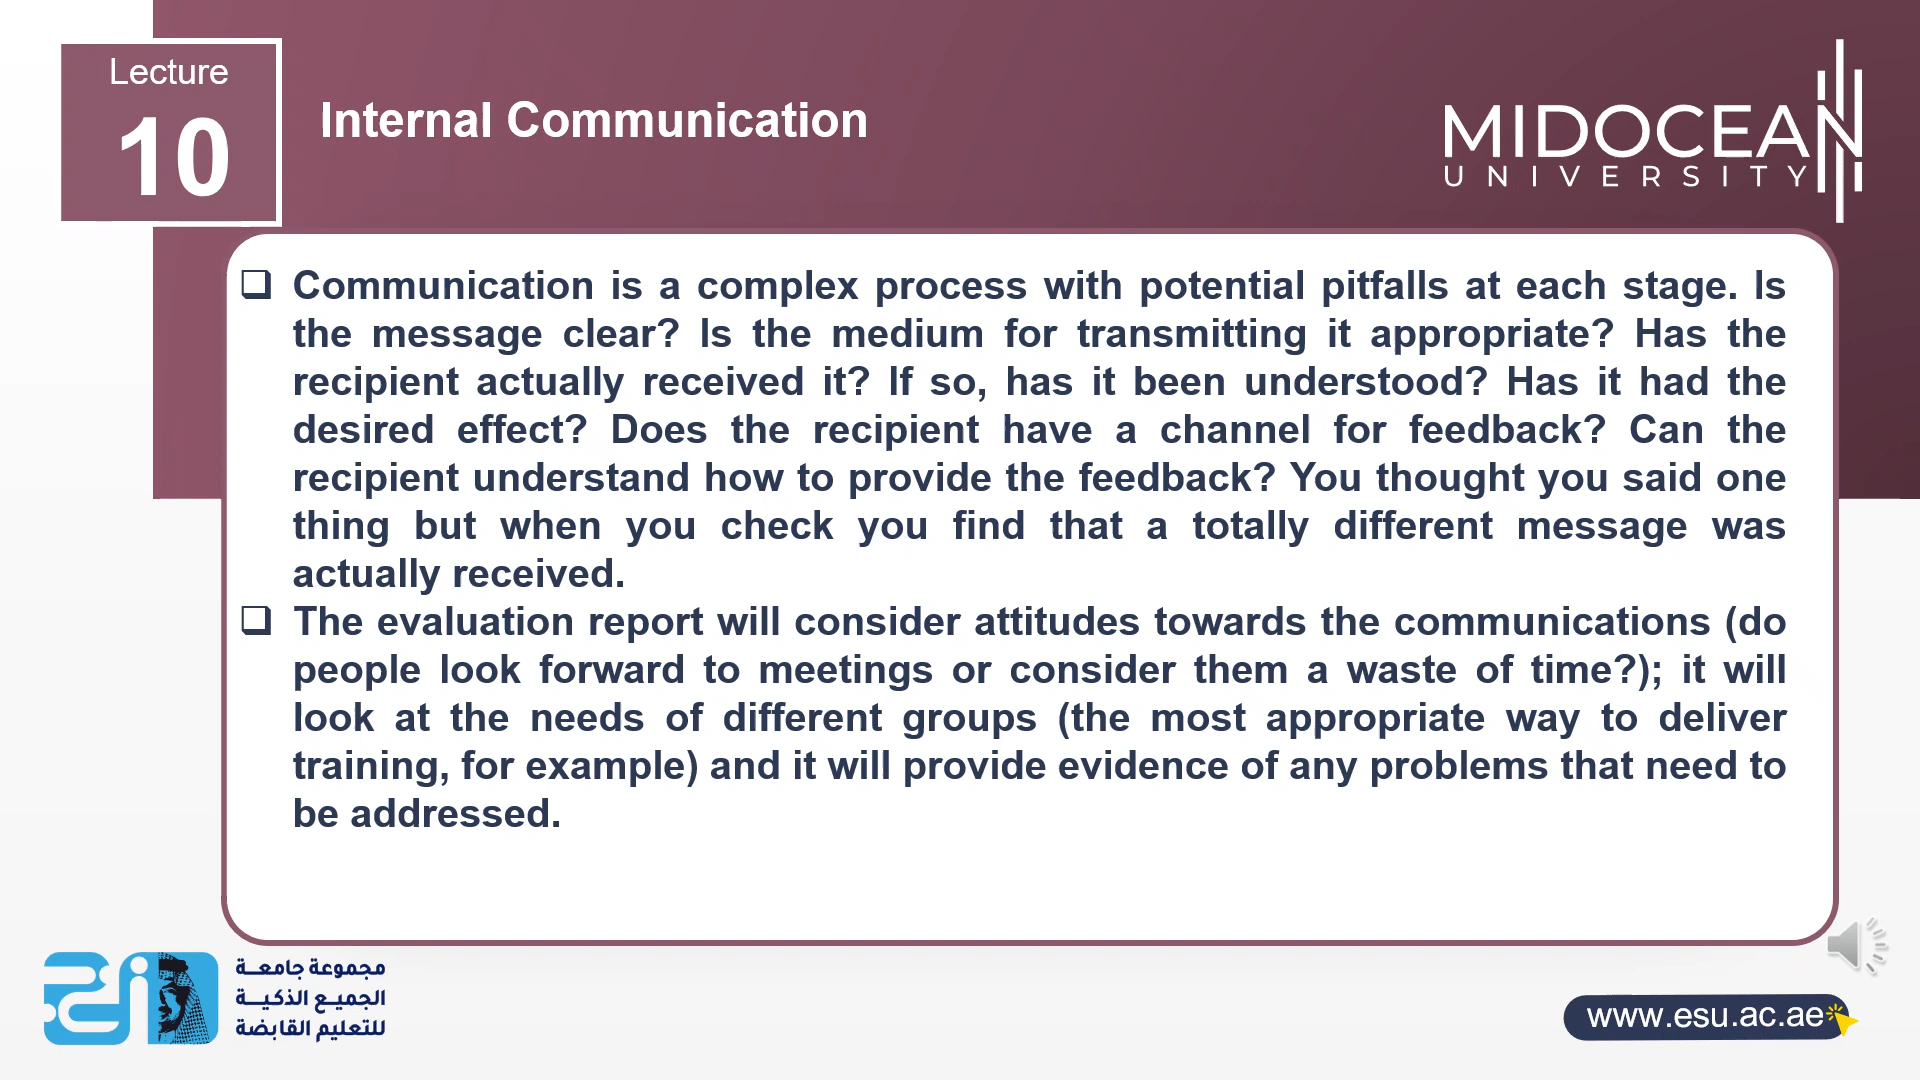 Lecture
10
Internal Communication
MIDOCEAN
UNIVERSITY
❑ Communication is a complex process with potential pitfalls at each stage. Is
the message clear? Is the medium for transmitting it appropriate? Has the
recipient actually received it? If so, has it been understood? Has it had the
desired effect? Does the recipient have a channel for feedback? Can the
recipient understand how to provide the feedback? You thought you said one
thing but when you check you find that a totally different message was
actually received.
❑ The evaluation report will consider attitudes towards the communications (do
people look forward to meetings or consider them a waste of time?); it will
look at the needs of different groups (the most appropriate way to deliver
training, for example) and it will provide evidence of any problems that need to
be addressed.
مجموعة جامعـــة
الجميـع الذكيـــة
للتعليم القابضة
www.esu.ac.ae